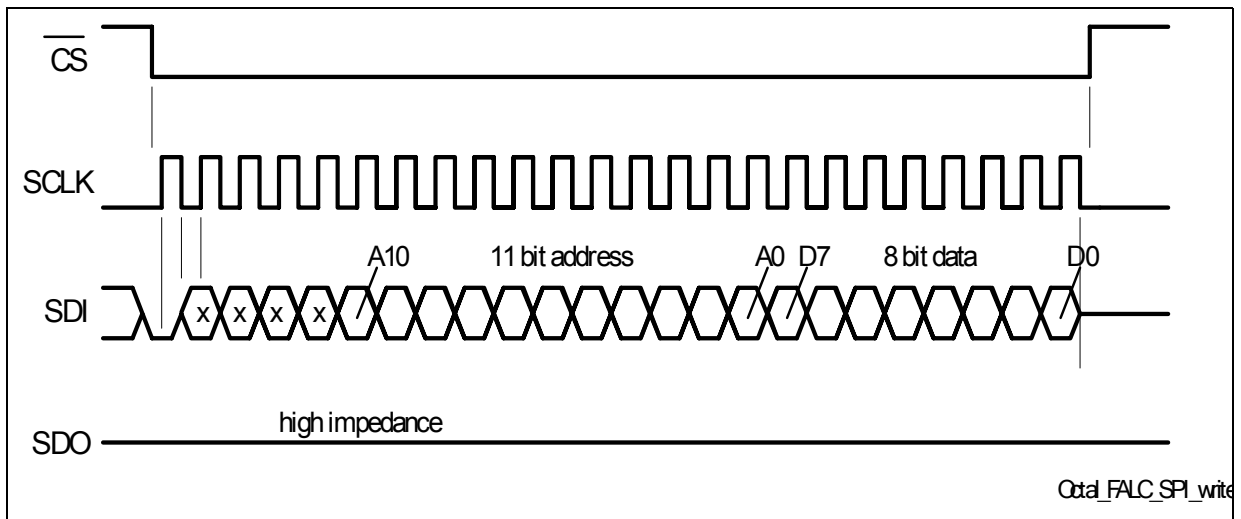 CS
SCLK
A10 11 bit address A0 D7 8 bit data D0
SDI x x x x
high impedance
SDO
Octal_FALC_SPI_write